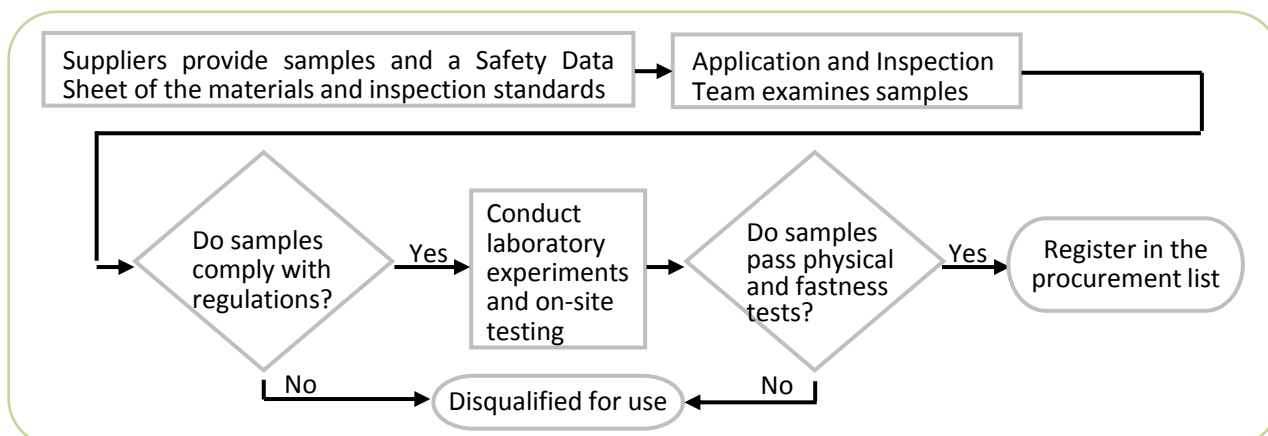 Suppliers provide samples and a Safety Data
Sheet of the materials and inspection standards
Application and Inspection
Team examines samples
Do samples
comply with
regulations?
Yes
Conduct
laboratory
experiments
and on-site
testing
Do samples
pass physical
and fastness
tests?
Yes
Register in the
procurement list
No
Disqualified for use
No